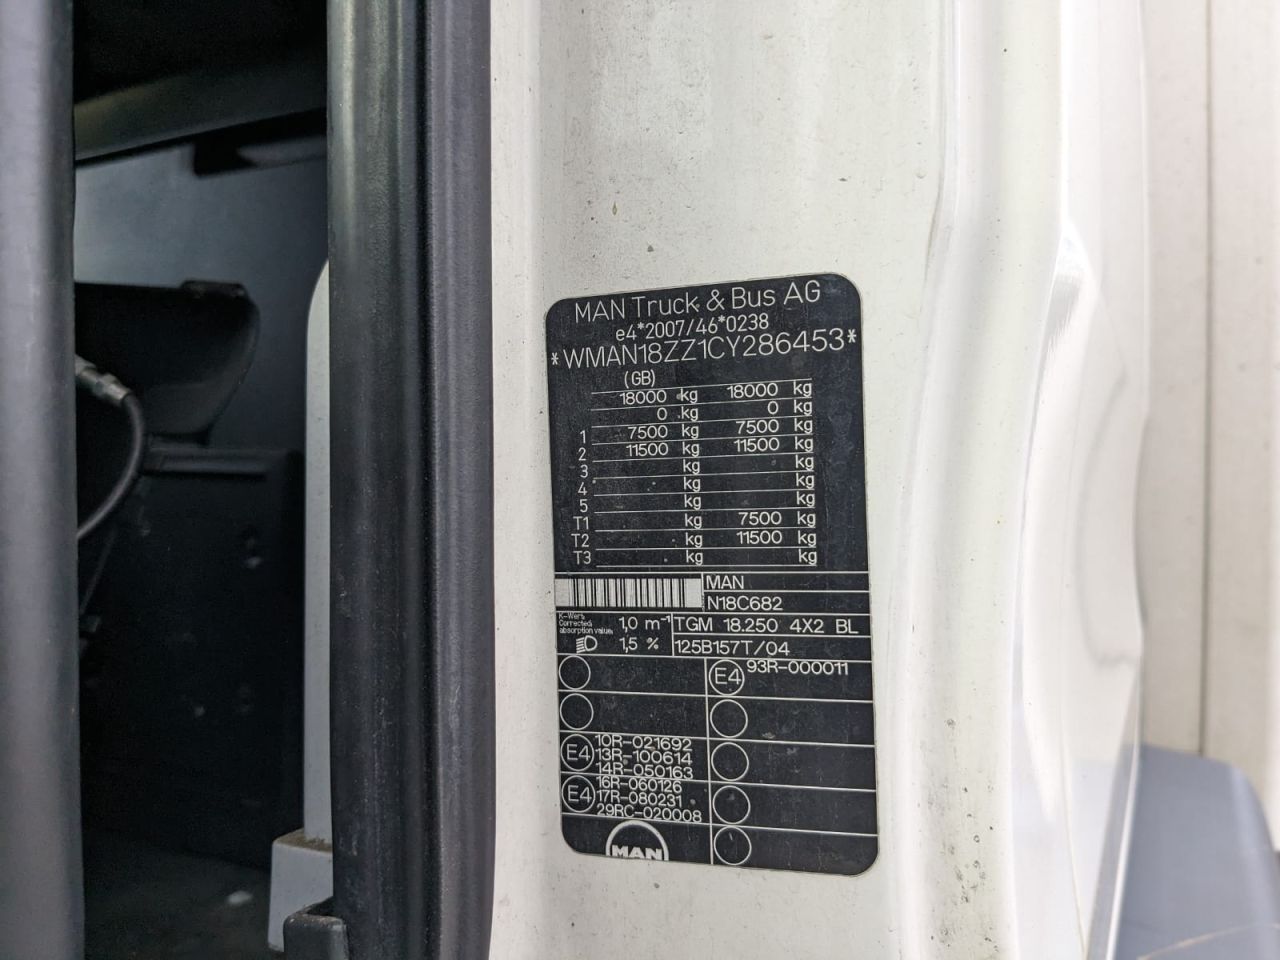 MAN Truck & Bus AG
e4*2007/46*0238
*WMAN18ZZ1CY286453*
(GB)
18000 kg 18000 kg
0 kg 0 kg
1 7500 kg 7500 kg
2 11500 kg 11500 kg
3 kg kg
4 kg kg
5 kg kg
T1 kg 7500 kg
T2 kg 11500 kg
T3 kg kg
MAN
N18C682
K-Wert
Corrected
absorption value
1,0 m⁻¹
1,5 %
TGM 18.250 4X2 BL
125B157T/04
E4 93R-000011
E4 10R-021692
13R-100614
14R-050163
E4 16R-060126
17R-080231
29RC-020008
MAN